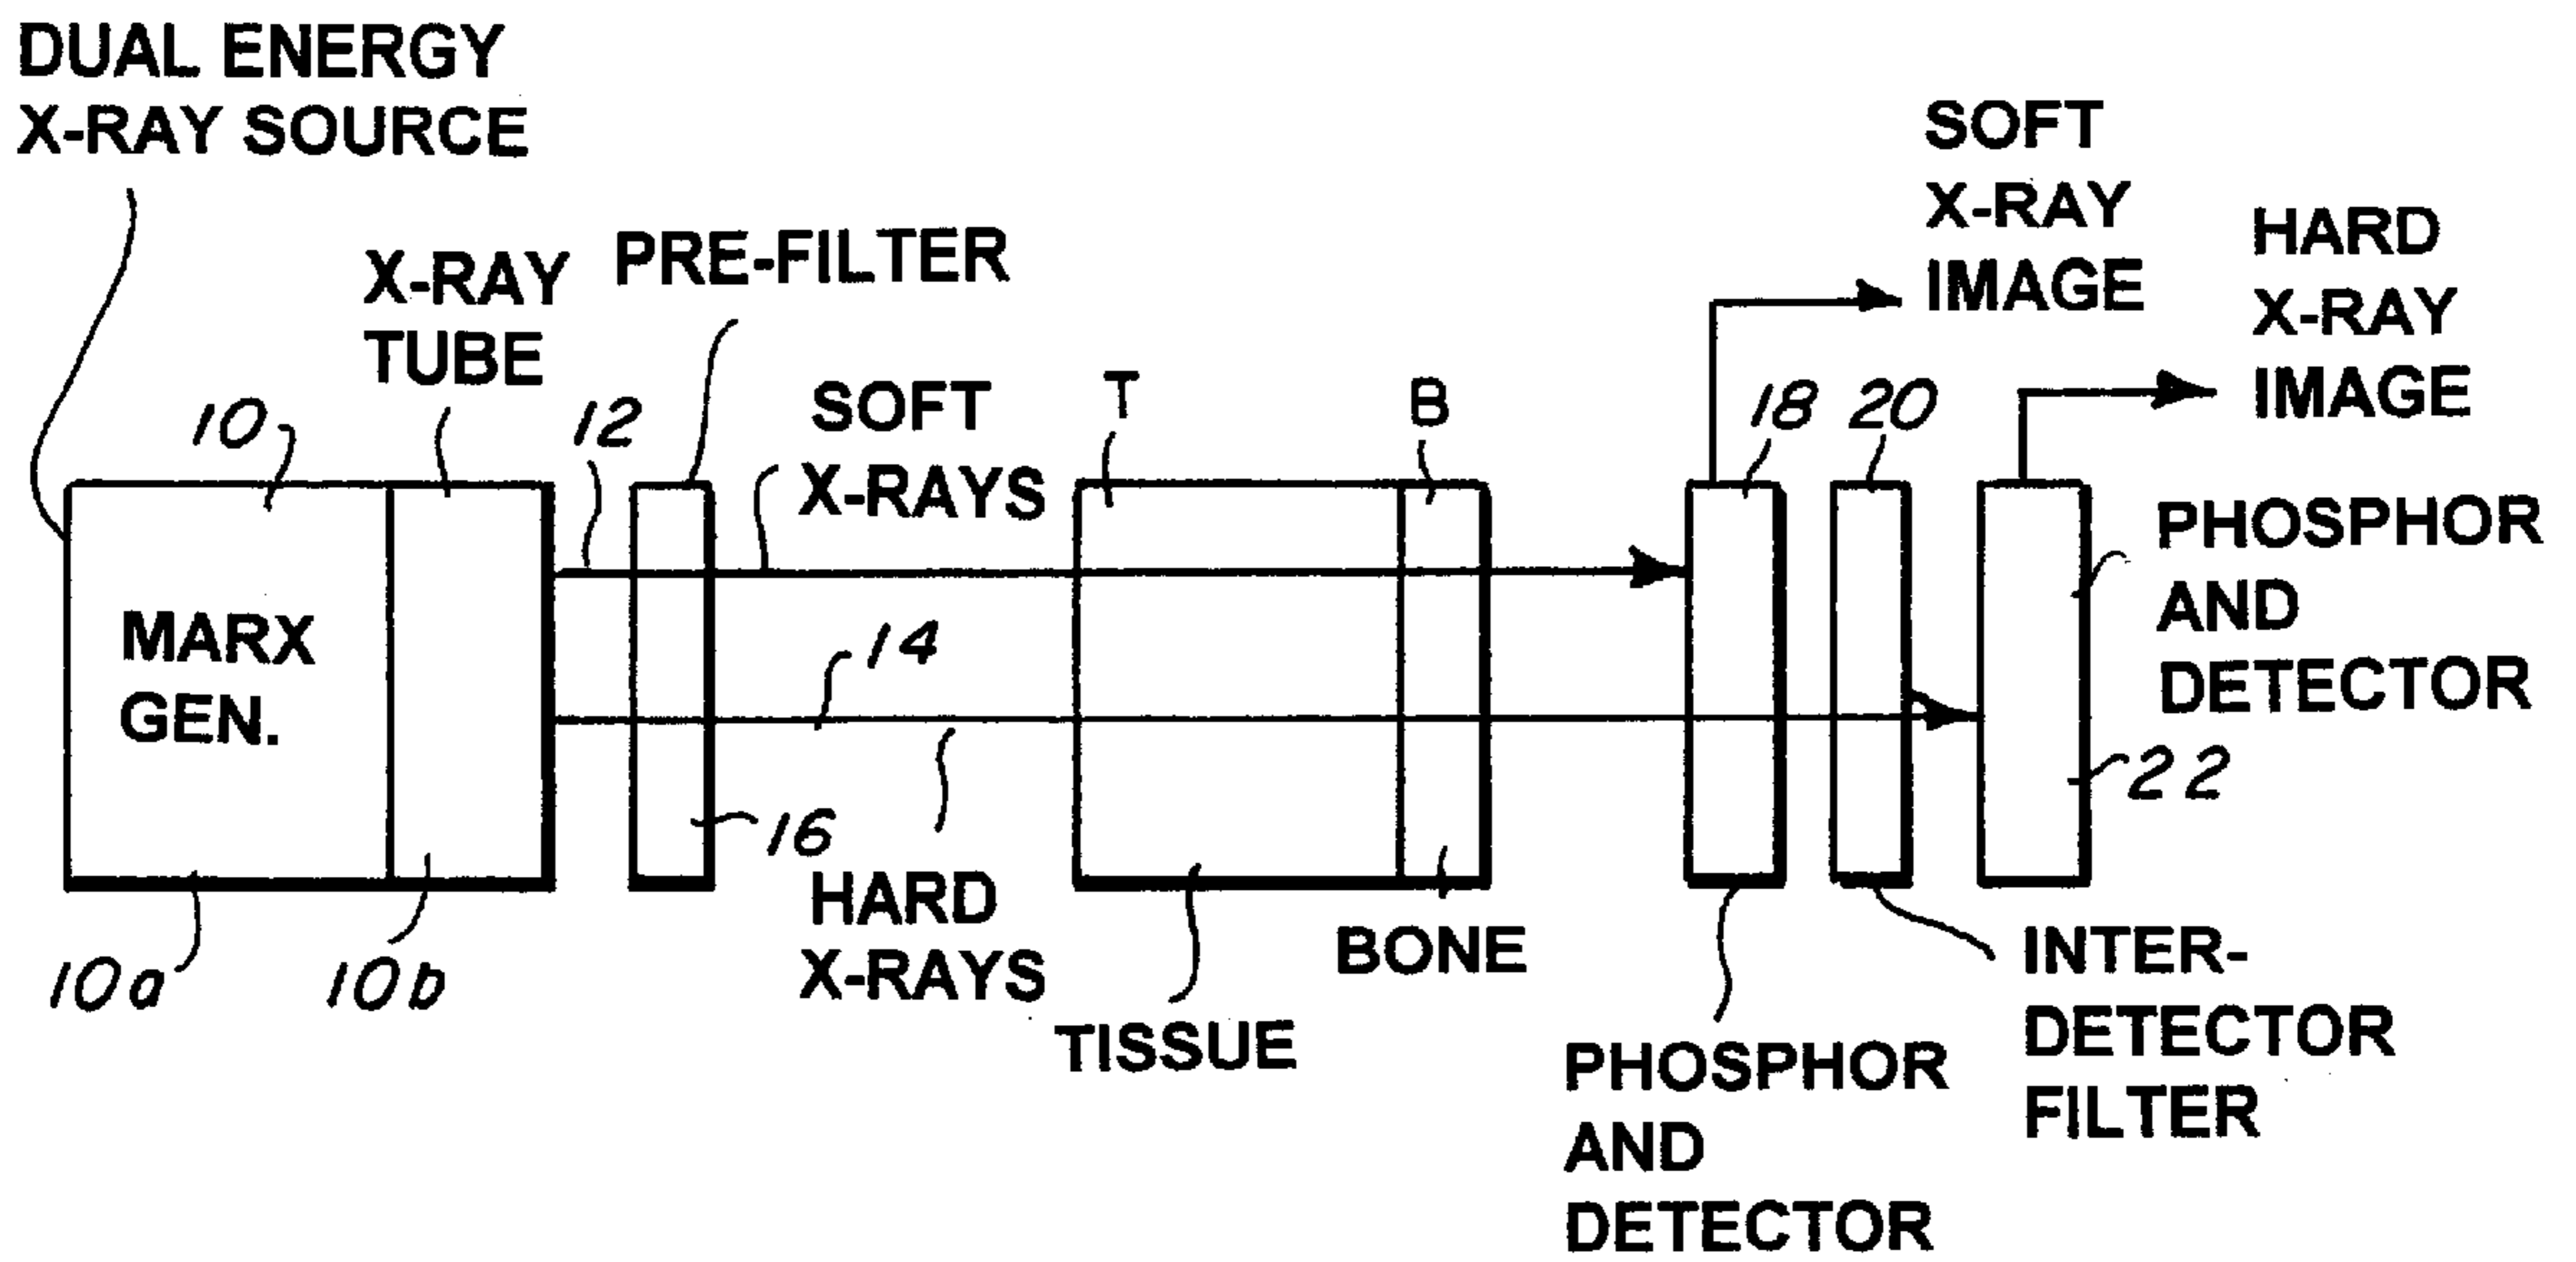 DUAL ENERGY
X-RAY SOURCE
X-RAY
TUBE
PRE-FILTER
SOFT
X-RAY
IMAGE
HARD
X-RAY
IMAGE
10
12
SOFT
X-RAYS
T
B
18
20
MARX
GEN.
14
PHOSPHOR
AND
DETECTOR
22
16
HARD
X-RAYS
10a
10b
TISSUE
BONE
PHOSPHOR
AND
DETECTOR
INTER-
DETECTOR
FILTER